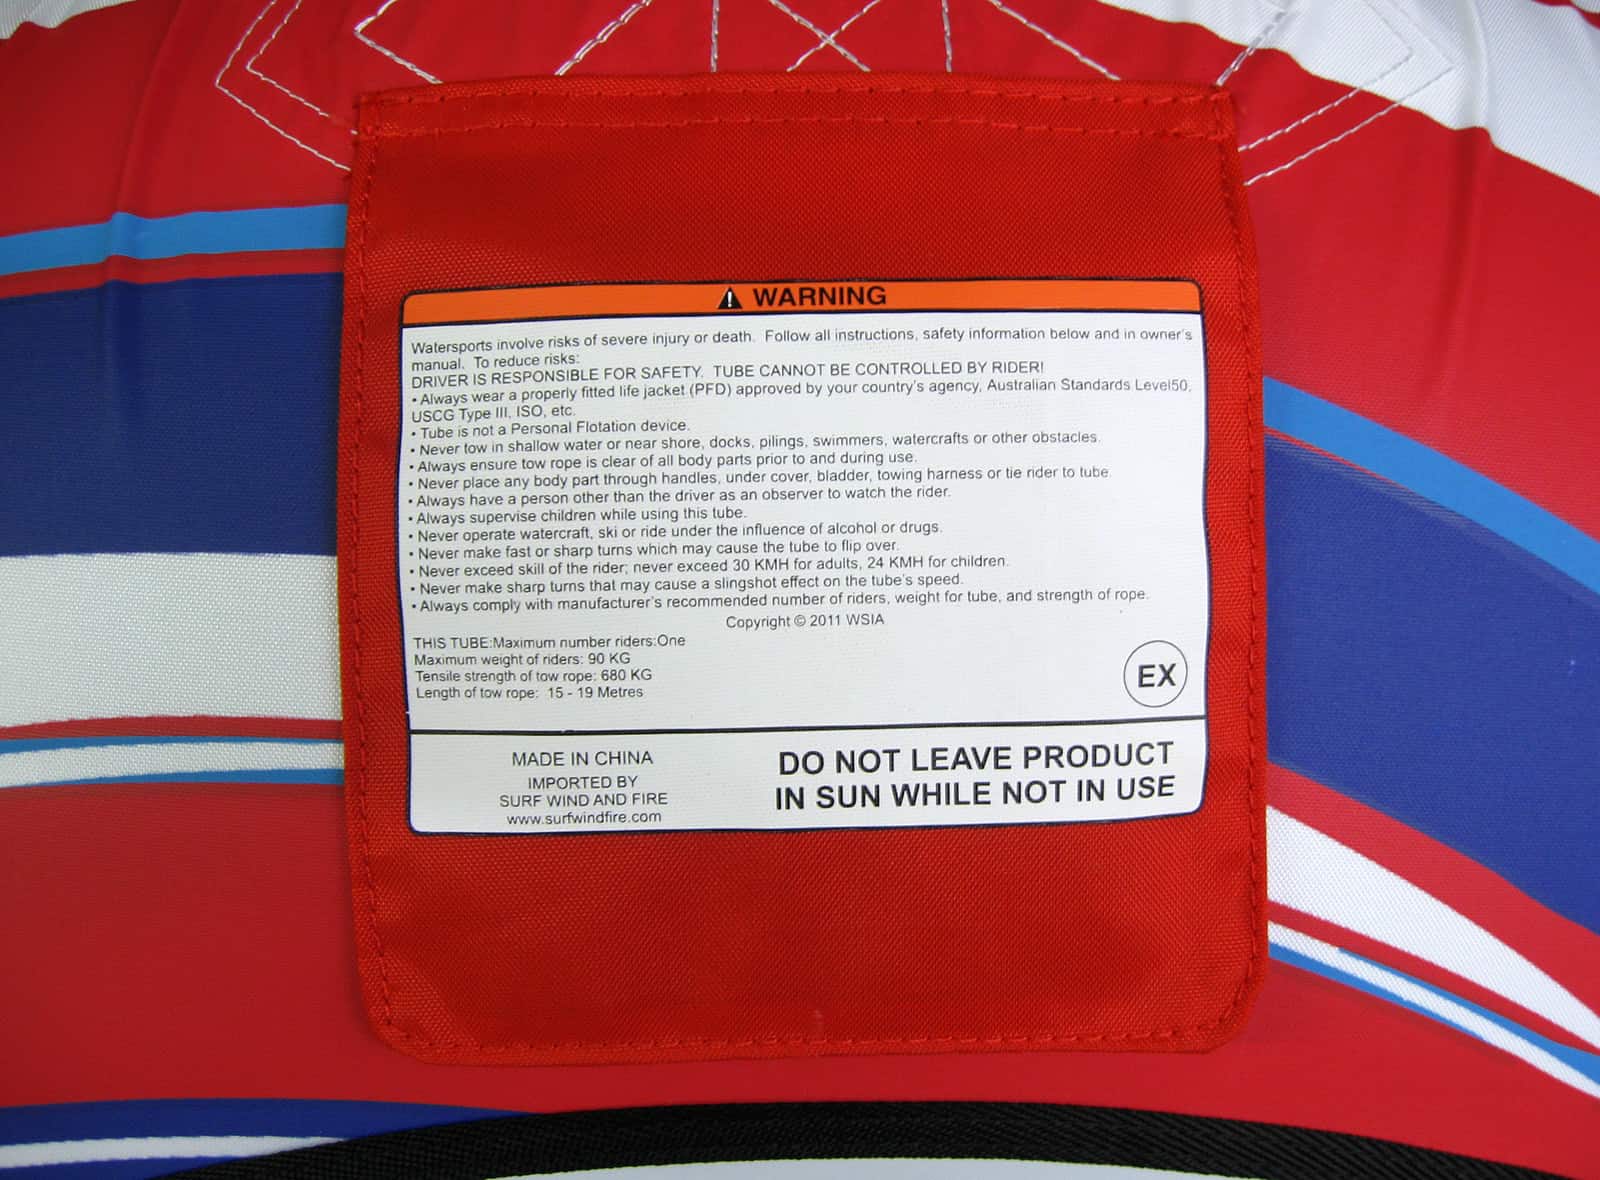 WARNING
Watersports involve risks of severe injury or death. Follow all instructions, safety information below and in owner's
manual. To reduce risks:
DRIVER IS RESPONSIBLE FOR SAFETY. TUBE CANNOT BE CONTROLLED BY RIDER!
• Always wear a properly fitted life jacket (PFD) approved by your country's agency, Australian Standards Level50,
USCG Type III, ISO, etc.
• Tube is not a Personal Flotation device.
• Never tow in shallow water or near shore, docks, pilings, swimmers, watercrafts or other obstacles.
• Always ensure tow rope is clear of all body parts prior to and during use.
• Never place any body part through handles, under cover, bladder, towing harness or tie rider to tube.
• Always have a person other than the driver as an observer to watch the rider.
• Always supervise children while using this tube.
• Never operate watercraft, ski or ride under the influence of alcohol or drugs.
• Never make fast or sharp turns which may cause the tube to flip over.
• Never exceed skill of the rider; never exceed 30 KMH for adults, 24 KMH for children.
• Never make sharp turns that may cause a slingshot effect on the tube's speed.
• Always comply with manufacturer's recommended number of riders, weight for tube, and strength of rope.
Copyright © 2011 WSIA
THIS TUBE:Maximum number riders:One
Maximum weight of riders: 90 KG
Tensile strength of tow rope: 680 KG
Length of tow rope: 15 - 19 Metres
EX
MADE IN CHINA
IMPORTED BY
SURF WIND AND FIRE
www.surfwindfire.com
DO NOT LEAVE PRODUCT
IN SUN WHILE NOT IN USE